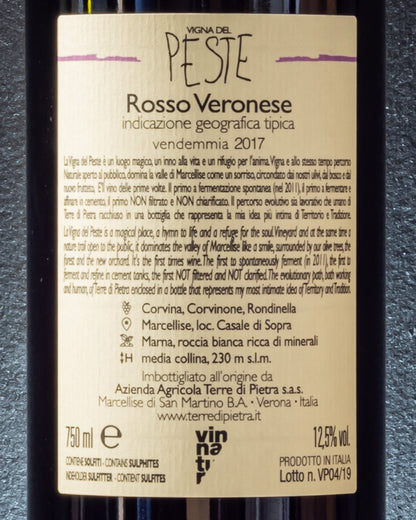 VIGNA DEL
PESTE
Rosso Veronese
indicazione geografica tipica
vendemmia 2017
La Vigna del Peste è un luogo magico, un inno alla vita e un rifugio per l'anima. Vigna e allo stesso tempo percorso
Naturale aperto al pubblico, domina la valle di Marcellise come un sorriso, circondato dai nostri ulivi, dai bosco e dal
nuovo frutteto. E'Il vino delle prime volte. Il primo a fermentazione spontanea (nel 2011), il primo a fermentare e
affinare in cemento, il primo NON filtrato e NON chiarificato. Il percorso evolutivo sia lavorativo che umano di
Terre di Pietra racchiuso in una bottiglia che rappresenta la mia idea più intima di Territorio e Tradizione.
La Vigna del Peste is a magical place, a hymn to life and a refuge for the soul. Vineyard and at the same time a
nature trail open to the public, it dominates the valley of Marcellise like a smile, surrounded by our olive trees, the
forest and the new orchard. It's the first times wine. The first to spontaneously ferment (in 2011), the first to
ferment and refine in cement tanks, the first NOT filtered and NOT clarified. The evolutionary path, both working
and human, of Terre di Pietra enclosed in a bottle that represents my most intimate idea of Territory and Tradition.
Corvina, Corvinone, Rondinella
Marcellise, loc. Casale di Sopra
Marna, roccia bianca ricca di minerali
H media collina, 230 m s.l.m.
Imbottigliato all'origine da
Azienda Agricola Terre di Pietra s.a.s.
Marcellise di San Martino B.A. • Verona • Italia
www.terredipietra.it
750 ml e
vin
na
tur
12,5% vol.
CONTIENE SOLFITI - CONTAINS SULPHITES
INDEHOLDER SULFITTER - CONTIENT SULFITES
PRODOTTO IN ITALIA
Lotto n. VP04/19